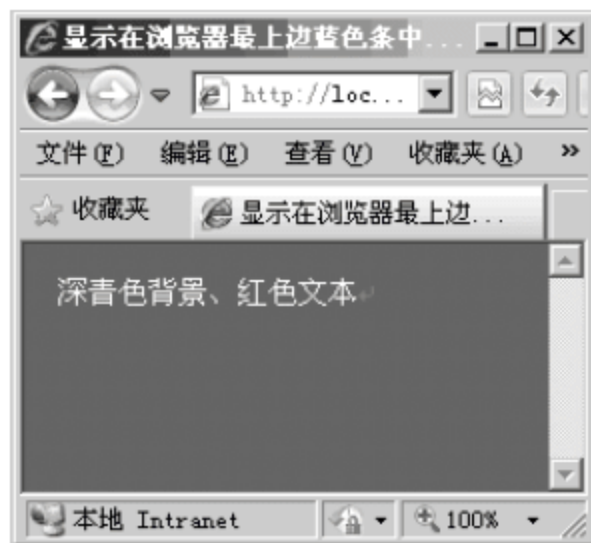 显示在浏览器最上边蓝色条中...
http://loc...
文件(F) 编辑(E) 查看(V) 收藏夹(A) »
收藏夹 显示在浏览器最上边...
深青色背景、红色文本↵
本地 Intranet 100%